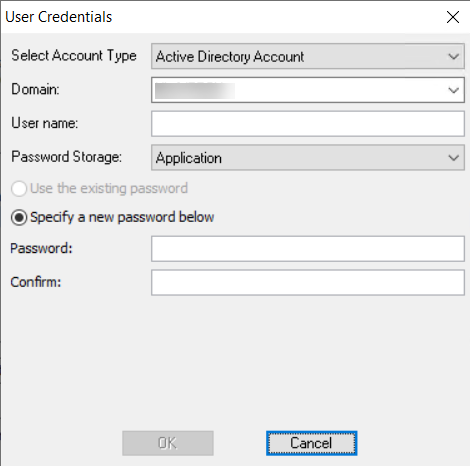 User Credentials
Select Account Type Active Directory Account
Domain:
User name:
Password Storage: Application
Use the existing password
Specify a new password below
Password:
Confirm:
OK Cancel